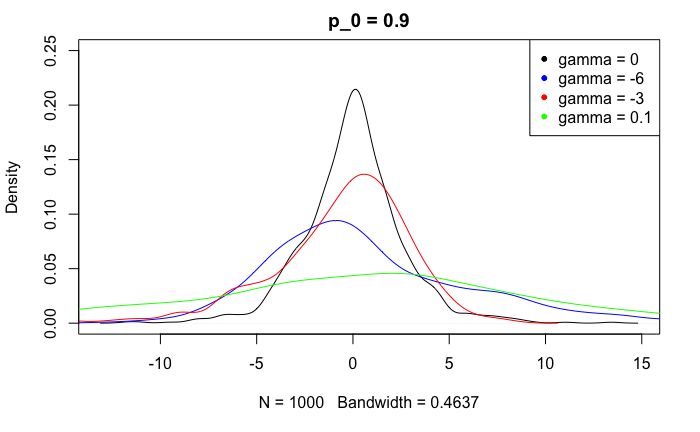 p_0 = 0.9
gamma = 0
gamma = -6
gamma = -3
gamma = 0.1
Density
0.25
0.20
0.15
0.10
0.05
0.00
-10 -5 0 5 10 15
N = 1000 Bandwidth = 0.4637